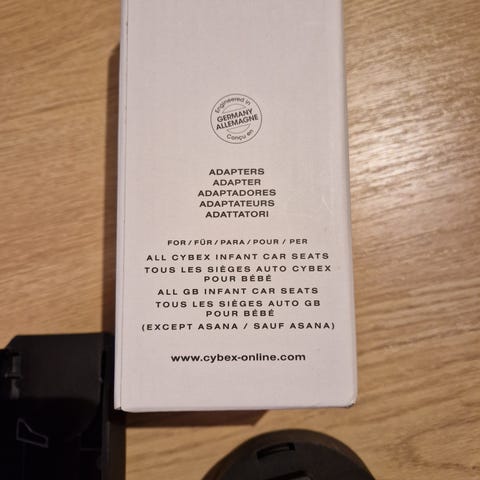 Engineered in
GERMANY
ALLEMAGNE
Conçu en
ADAPTERS
ADAPTER
ADAPTADORES
ADAPTATEURS
ADATTATORI
FOR / FÜR / PARA / POUR / PER
ALL CYBEX INFANT CAR SEATS
TOUS LES SIÈGES AUTO CYBEX
POUR BÉBÉ
ALL GB INFANT CAR SEATS
TOUS LES SIÈGES AUTO GB
POUR BÉBÉ
(EXCEPT ASANA / SAUF ASANA)
www.cybex-online.com